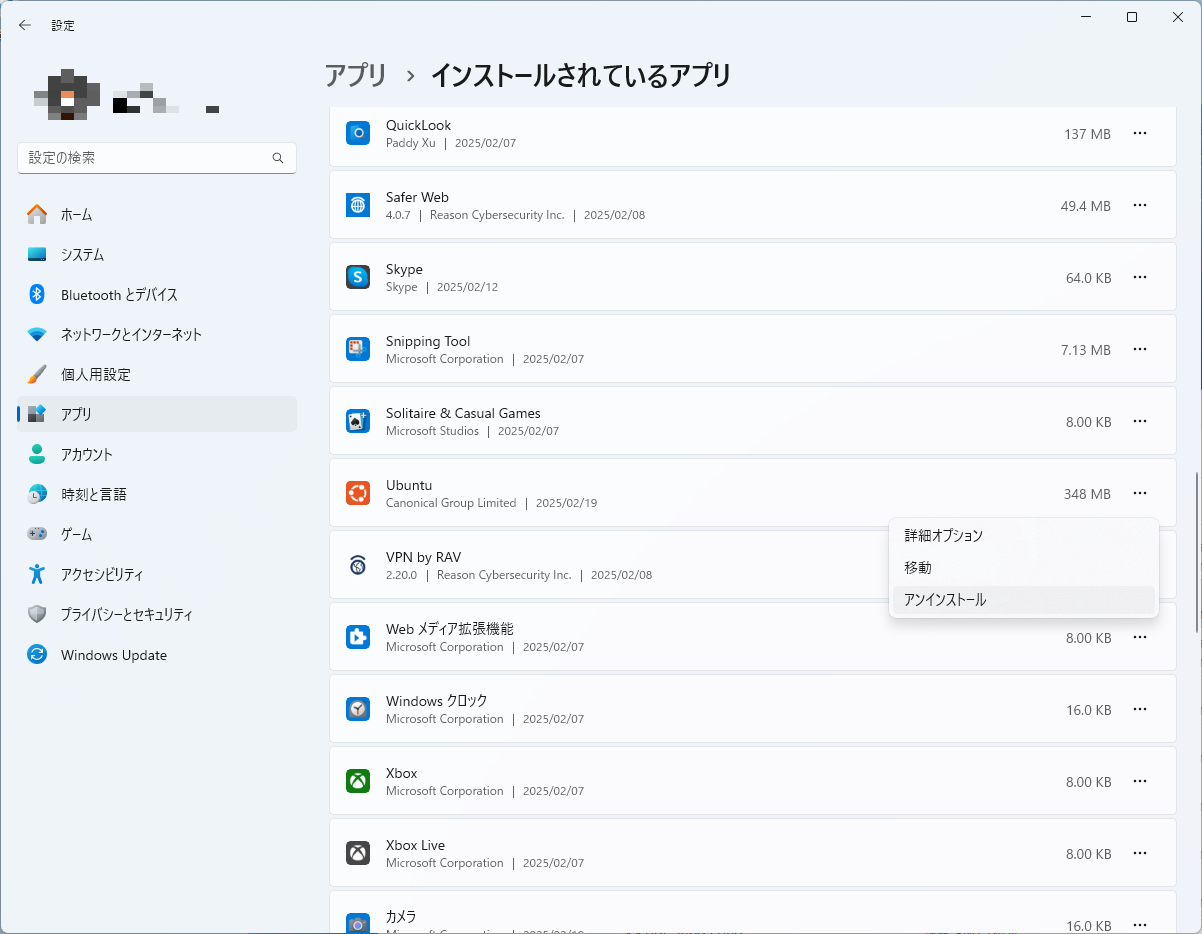 設定
アプリ › インストールされているアプリ
設定の検索
ホーム
システム
Bluetooth とデバイス
ネットワークとインターネット
個人用設定
アプリ
アカウント
時刻と言語
ゲーム
アクセシビリティ
プライバシーとセキュリティ
Windows Update
QuickLook
Paddy Xu | 2025/02/07
137 MB
Safer Web
4.0.7 | Reason Cybersecurity Inc. | 2025/02/08
49.4 MB
Skype
Skype | 2025/02/12
64.0 KB
Snipping Tool
Microsoft Corporation | 2025/02/07
7.13 MB
Solitaire & Casual Games
Microsoft Studios | 2025/02/07
8.00 KB
Ubuntu
Canonical Group Limited | 2025/02/19
348 MB
詳細オプション
移動
アンインストール
VPN by RAV
2.20.0 | Reason Cybersecurity Inc. | 2025/02/08
Web メディア拡張機能
Microsoft Corporation | 2025/02/07
8.00 KB
Windows クロック
Microsoft Corporation | 2025/02/07
16.0 KB
Xbox
Microsoft Corporation | 2025/02/07
8.00 KB
Xbox Live
Microsoft Corporation | 2025/02/07
8.00 KB
カメラ
16.0 KB